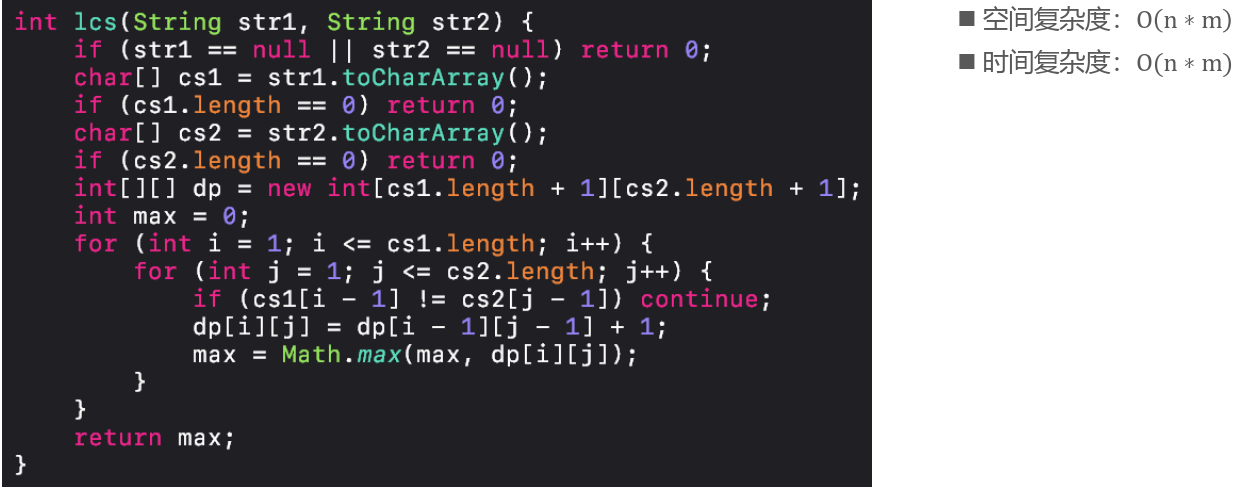 int lcs(String str1, String str2) {
    if (str1 == null || str2 == null) return 0;
    char[] cs1 = str1.toCharArray();
    if (cs1.length == 0) return 0;
    char[] cs2 = str2.toCharArray();
    if (cs2.length == 0) return 0;
    int[][] dp = new int[cs1.length + 1][cs2.length + 1];
    int max = 0;
    for (int i = 1; i <= cs1.length; i++) {
        for (int j = 1; j <= cs2.length; j++) {
            if (cs1[i - 1] != cs2[j - 1]) continue;
            dp[i][j] = dp[i - 1][j - 1] + 1;
            max = Math.max(max, dp[i][j]);
        }
    }
    return max;
}
■ 空间复杂度：O(n * m)
■ 时间复杂度：O(n * m)